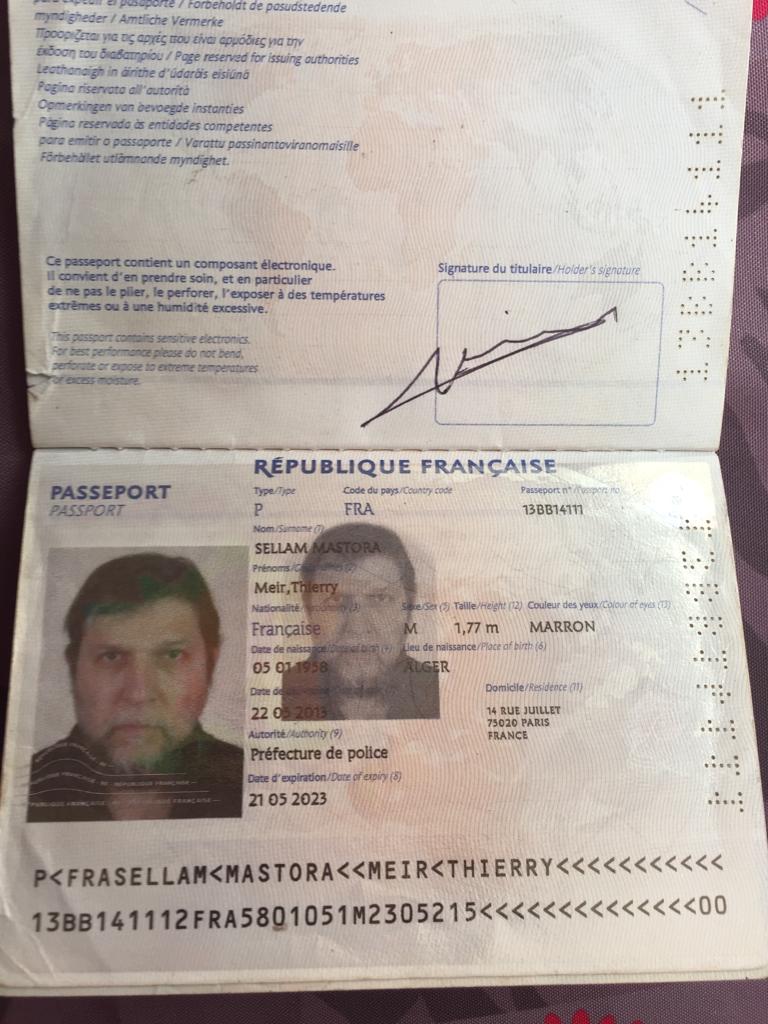 para expedir el pasaporte / Forbeholdt de pasudstedende
myndigheder / Amtliche Vermerke
Προορίζεται για τις αρχές που είναι αρμόδιες για την
έκδοση του διαβατηρίου / Page reserved for issuing authorities
Leathanaigh in áirithe d'údaráis eisiúna
Pagina riservata all'autorità
Opmerkingen van bevoegde instanties
Página reservada às entidades competentes
para emitir o passaporte / Varattu passinantoviranomaisille
Förbehållet utlämnande myndighet.
Ce passeport contient un composant électronique.
Il convient d'en prendre soin, et en particulier
de ne pas le plier, le perforer, l'exposer à des températures
extrêmes ou à une humidité excessive.
This passport contains sensitive electronics.
For best performance please do not bend,
perforate or expose to extreme temperatures
or excess moisture.
Signature du titulaire/Holder's signature
13BB14111
RÉPUBLIQUE FRANÇAISE
PASSEPORT
PASSPORT
Type/Type Code du pays/Country code Passeport n°/Passport no
P FRA 13BB14111
Nom/Surname (1)
SELLAM MASTORA
Prénoms/ (2)
Meir,Thierry
Nationalité/ (3) Sexe/Sex (5) Taille/Height (12) Couleur des yeux/Colour of eyes (13)
Française M 1,77 m MARRON
Date de naissance/Date of birth (4) Lieu de naissance/Place of birth (6)
05 01 1958 ALGER
Date de Domicile/Residence (11)
22 05 2013 14 RUE JUILLET
75020 PARIS
FRANCE
Autorité/Authority (9)
Préfecture de police
Date d'expiration/Date of expiry (8)
21 05 2023
RÉPUBLIQUE FRANÇAISE
P<FRASELLAM<MASTORA<<MEIR<THIERRY<<<<<<<<<<<
13BB141112FRA5801051M2305215<<<<<<<<<<<<<<00